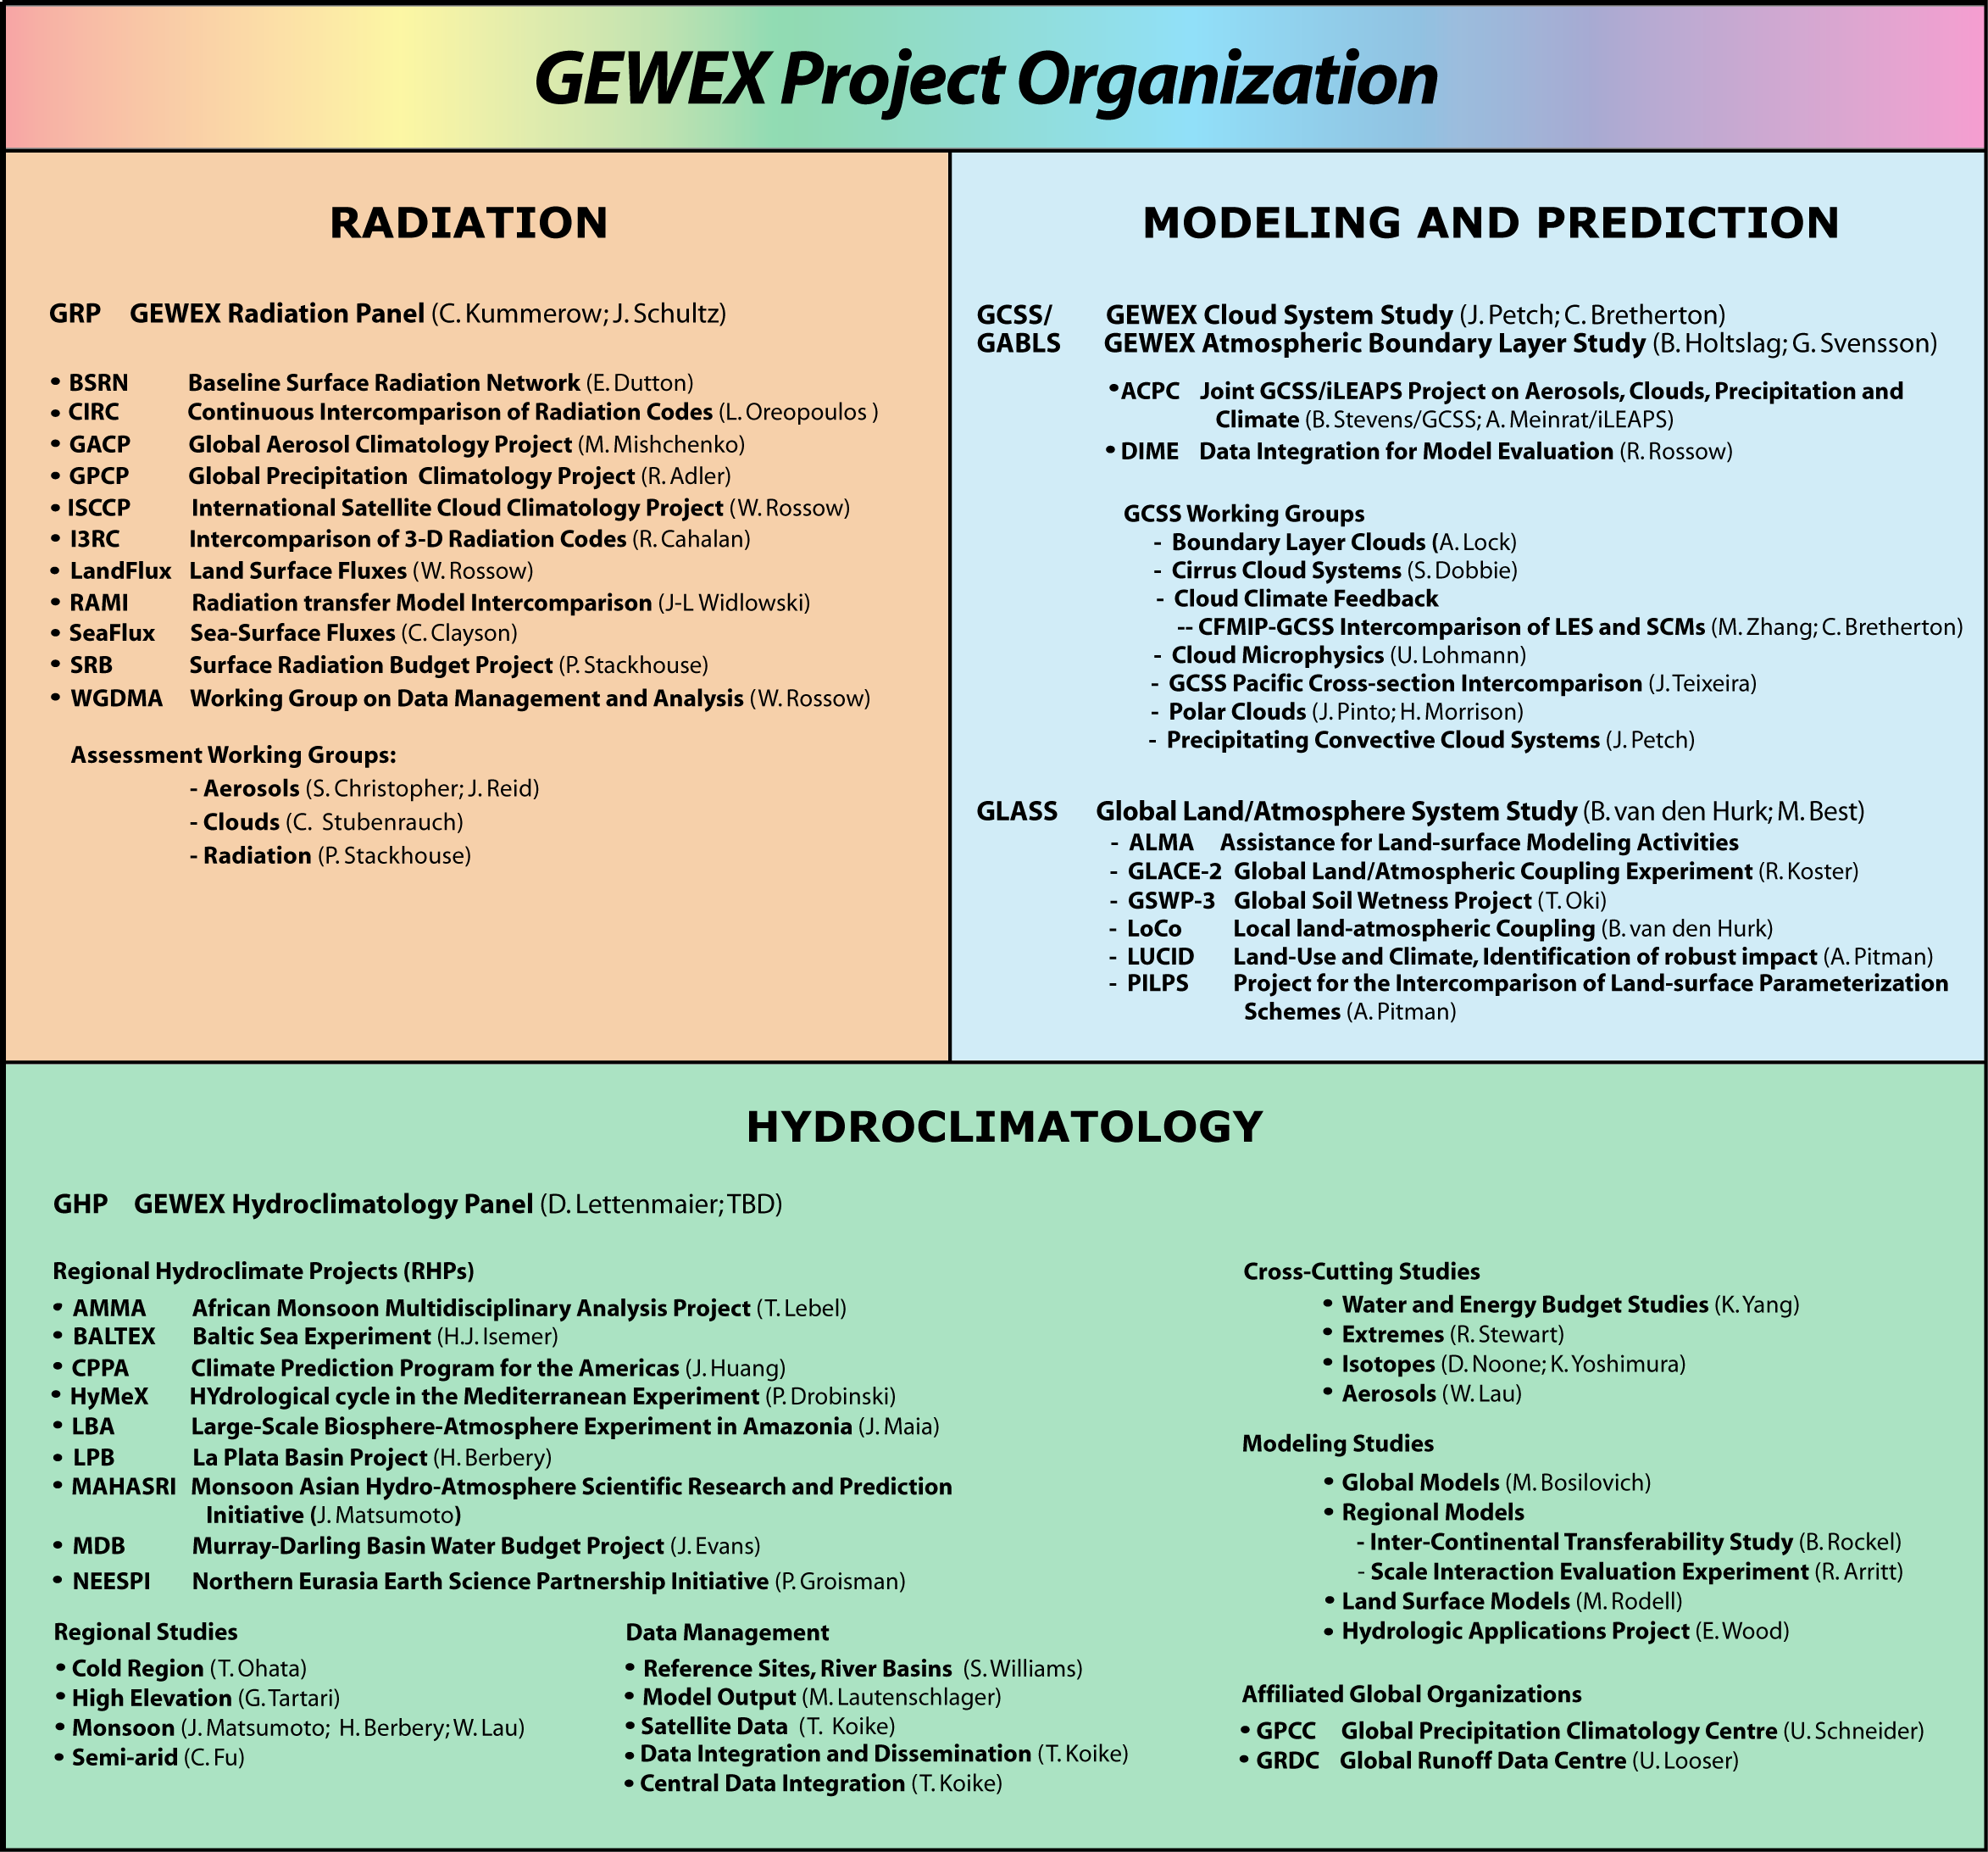 GEWEX Project Organization
RADIATION
GRP GEWEX Radiation Panel (C. Kummerow; J. Schultz)
• BSRN Baseline Surface Radiation Network (E. Dutton)
• CIRC Continuous Intercomparison of Radiation Codes (L. Oreopoulos )
• GACP Global Aerosol Climatology Project (M. Mishchenko)
• GPCP Global Precipitation Climatology Project (R. Adler)
• ISCCP International Satellite Cloud Climatology Project (W. Rossow)
• I3RC Intercomparison of 3-D Radiation Codes (R. Cahalan)
• LandFlux Land Surface Fluxes (W. Rossow)
• RAMI Radiation transfer Model Intercomparison (J-L Widlowski)
• SeaFlux Sea-Surface Fluxes (C. Clayson)
• SRB Surface Radiation Budget Project (P. Stackhouse)
• WGDMA Working Group on Data Management and Analysis (W. Rossow)
Assessment Working Groups:
- Aerosols (S. Christopher; J. Reid)
- Clouds (C. Stubenrauch)
- Radiation (P. Stackhouse)
MODELING AND PREDICTION
GCSS/ GEWEX Cloud System Study (J. Petch; C. Bretherton)
GABLS GEWEX Atmospheric Boundary Layer Study (B. Holtslag; G. Svensson)
• ACPC Joint GCSS/iLEAPS Project on Aerosols, Clouds, Precipitation and
Climate (B. Stevens/GCSS; A. Meinrat/iLEAPS)
• DIME Data Integration for Model Evaluation (R. Rossow)
GCSS Working Groups
- Boundary Layer Clouds (A. Lock)
- Cirrus Cloud Systems (S. Dobbie)
- Cloud Climate Feedback
-- CFMIP-GCSS Intercomparison of LES and SCMs (M. Zhang; C. Bretherton)
- Cloud Microphysics (U. Lohmann)
- GCSS Pacific Cross-section Intercomparison (J. Teixeira)
- Polar Clouds (J. Pinto; H. Morrison)
- Precipitating Convective Cloud Systems (J. Petch)
GLASS Global Land/Atmosphere System Study (B. van den Hurk; M. Best)
- ALMA Assistance for Land-surface Modeling Activities
- GLACE-2 Global Land/Atmospheric Coupling Experiment (R. Koster)
- GSWP-3 Global Soil Wetness Project (T. Oki)
- LoCo Local land-atmospheric Coupling (B. van den Hurk)
- LUCID Land-Use and Climate, Identification of robust impact (A. Pitman)
- PILPS Project for the Intercomparison of Land-surface Parameterization
Schemes (A. Pitman)
HYDROCLIMATOLOGY
GHP GEWEX Hydroclimatology Panel (D. Lettenmaier; TBD)
Regional Hydroclimate Projects (RHPs)
• AMMA African Monsoon Multidisciplinary Analysis Project (T. Lebel)
• BALTEX Baltic Sea Experiment (H.J. Isemer)
• CPPA Climate Prediction Program for the Americas (J. Huang)
• HyMeX HYdrological cycle in the Mediterranean Experiment (P. Drobinski)
• LBA Large-Scale Biosphere-Atmosphere Experiment in Amazonia (J. Maia)
• LPB La Plata Basin Project (H. Berbery)
• MAHASRI Monsoon Asian Hydro-Atmosphere Scientific Research and Prediction
Initiative (J. Matsumoto)
• MDB Murray-Darling Basin Water Budget Project (J. Evans)
• NEESPI Northern Eurasia Earth Science Partnership Initiative (P. Groisman)
Regional Studies
• Cold Region (T. Ohata)
• High Elevation (G. Tartari)
• Monsoon (J. Matsumoto; H. Berbery; W. Lau)
• Semi-arid (C. Fu)
Data Management
• Reference Sites, River Basins (S. Williams)
• Model Output (M. Lautenschlager)
• Satellite Data (T. Koike)
• Data Integration and Dissemination (T. Koike)
• Central Data Integration (T. Koike)
Cross-Cutting Studies
• Water and Energy Budget Studies (K. Yang)
• Extremes (R. Stewart)
• Isotopes (D. Noone; K. Yoshimura)
• Aerosols (W. Lau)
Modeling Studies
• Global Models (M. Bosilovich)
• Regional Models
- Inter-Continental Transferability Study (B. Rockel)
- Scale Interaction Evaluation Experiment (R. Arritt)
• Land Surface Models (M. Rodell)
• Hydrologic Applications Project (E. Wood)
Affiliated Global Organizations
• GPCC Global Precipitation Climatology Centre (U. Schneider)
• GRDC Global Runoff Data Centre (U. Looser)